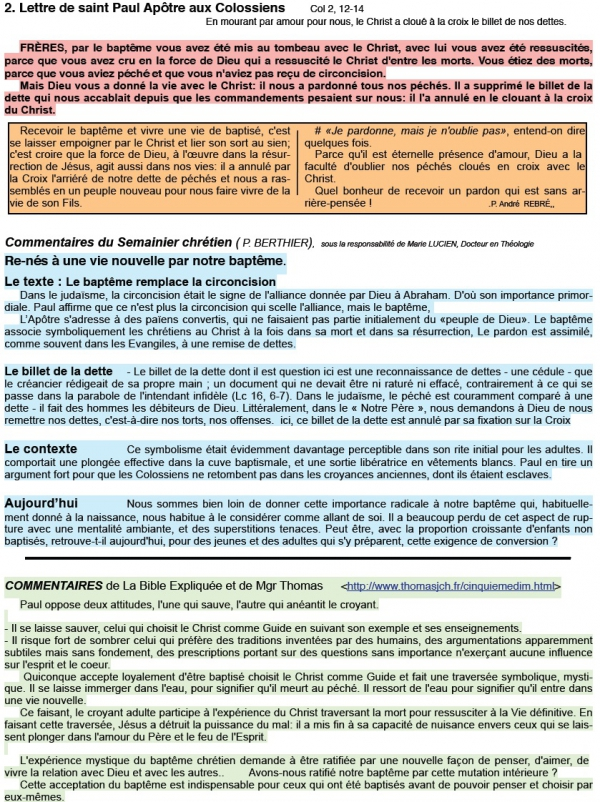 2. Lettre de saint Paul Apôtre aux Colossiens Col 2, 12-14
En mourant par amour pour nous, le Christ a cloué à la croix le billet de nos dettes.
FRÈRES, par le baptême vous avez été mis au tombeau avec le Christ, avec lui vous avez été ressuscités,
parce que vous avez cru en la force de Dieu qui a ressuscité le Christ d'entre les morts. Vous étiez des morts,
parce que vous aviez péché et que vous n'aviez pas reçu de circoncision.
Mais Dieu vous a donné la vie avec le Christ: il nous a pardonné tous nos péchés. Il a supprimé le billet de la
dette qui nous accablait depuis que les commandements pesaient sur nous: il l'a annulé en le clouant à la croix
du Christ.
Recevoir le baptême et vivre une vie de baptisé, c'est
se laisser empoigner par le Christ et lier son sort au sien;
c'est croire que la force de Dieu, à l'œuvre dans la résur-
rection de Jésus, agit aussi dans nos vies: il a annulé par
la Croix l'arriéré de notre dette de péchés et nous a ras-
semblés en un peuple nouveau pour nous faire vivre de la
vie de son Fils.
# «Je pardonne, mais je n'oublie pas», entend-on dire
quelques fois.
Parce qu'il est éternelle présence d'amour, Dieu a la
faculté d'oublier nos péchés cloués en croix avec le
Christ.
Quel bonheur de recevoir un pardon qui est sans ar-
rière-pensée ! .P. André REBRÉ,,
Commentaires du Semainier chrétien ( P. BERTHIER), sous la responsabilité de Marie LUCIEN, Docteur en Théologie
Re-nés à une vie nouvelle par notre baptême.
Le texte : Le baptême remplace la circoncision
Dans le judaïsme, la circoncision était le signe de l'alliance donnée par Dieu à Abraham. D'où son importance primor-
diale. Paul affirme que ce n'est plus la circoncision qui scelle l'alliance, mais le baptême,
L'Apôtre s'adresse à des païens convertis, qui ne faisaient pas partie initialement du «peuple de Dieu». Le baptême
associe symboliquement les chrétiens au Christ à la fois dans sa mort et dans sa résurrection, Le pardon est assimilé,
comme souvent dans les Evangiles, à une remise de dettes.
Le billet de la dette - Le billet de la dette dont il est question ici est une reconnaissance de dettes - une cédule - que
le créancier rédigeait de sa propre main ; un document qui ne devait être ni raturé ni effacé, contrairement à ce qui se
passe dans la parabole de l'intendant infidèle (Lc 16, 6-7). Dans le judaïsme, le péché est couramment comparé à une
dette - il fait des hommes les débiteurs de Dieu. Littéralement, dans le « Notre Père », nous demandons à Dieu de nous
remettre nos dettes, c'est-à-dire nos torts, nos offenses. ici, ce billet de la dette est annulé par sa fixation sur la Croix
Le contexte Ce symbolisme était évidemment davantage perceptible dans son rite initial pour les adultes. Il
comportait une plongée effective dans la cuve baptismale, et une sortie libératrice en vêtements blancs. Paul en tire un
argument fort pour que les Colossiens ne retombent pas dans les croyances anciennes, dont ils étaient esclaves.
Aujourd'hui Nous sommes bien loin de donner cette importance radicale à notre baptême qui, habituelle-
ment donné à la naissance, nous habitue à le considérer comme allant de soi. Il a beaucoup perdu de cet aspect de rup-
ture avec une mentalité ambiante, et des superstitions tenaces. Peut être, avec la proportion croissante d'enfants non
baptisés, retrouve-t-il aujourd'hui, pour des jeunes et des adultes qui s'y préparent, cette exigence de conversion ?
COMMENTAIRES de La Bible Expliquée et de Mgr Thomas <http://www.thomasjch.fr/cinquiemedim.html>
Paul oppose deux attitudes, l'une qui sauve, l'autre qui anéantit le croyant.
- Il se laisse sauver, celui qui choisit le Christ comme Guide en suivant son exemple et ses enseignements.
- Il risque fort de sombrer celui qui préfère des traditions inventées par des humains, des argumentations apparemment
subtiles mais sans fondement, des prescriptions portant sur des questions sans importance n'exerçant aucune influence
sur l'esprit et le coeur.
Quiconque accepte loyalement d'être baptisé choisit le Christ comme Guide et fait une traversée symbolique, mysti-
que. Il se laisse immerger dans l'eau, pour signifier qu'il meurt au péché. Il ressort de l'eau pour signifier qu'il entre dans
une vie nouvelle.
Ce faisant, le croyant adulte participe à l'expérience du Christ traversant la mort pour ressusciter à la Vie définitive. En
faisant cette traversée, Jésus a détruit la puissance du mal: il a mis fin à sa capacité de nuisance envers ceux qui se lais-
sent plonger dans l'amour du Père et le feu de l'Esprit.
L'expérience mystique du baptême chrétien demande à être ratifiée par une nouvelle façon de penser, d'aimer, de
vivre la relation avec Dieu et avec les autres.. Avons-nous ratifié notre baptême par cette mutation intérieure ?
Cette acceptation du baptême est indispensable pour ceux qui ont été baptisés avant de pouvoir penser et choisir par
eux-mêmes.